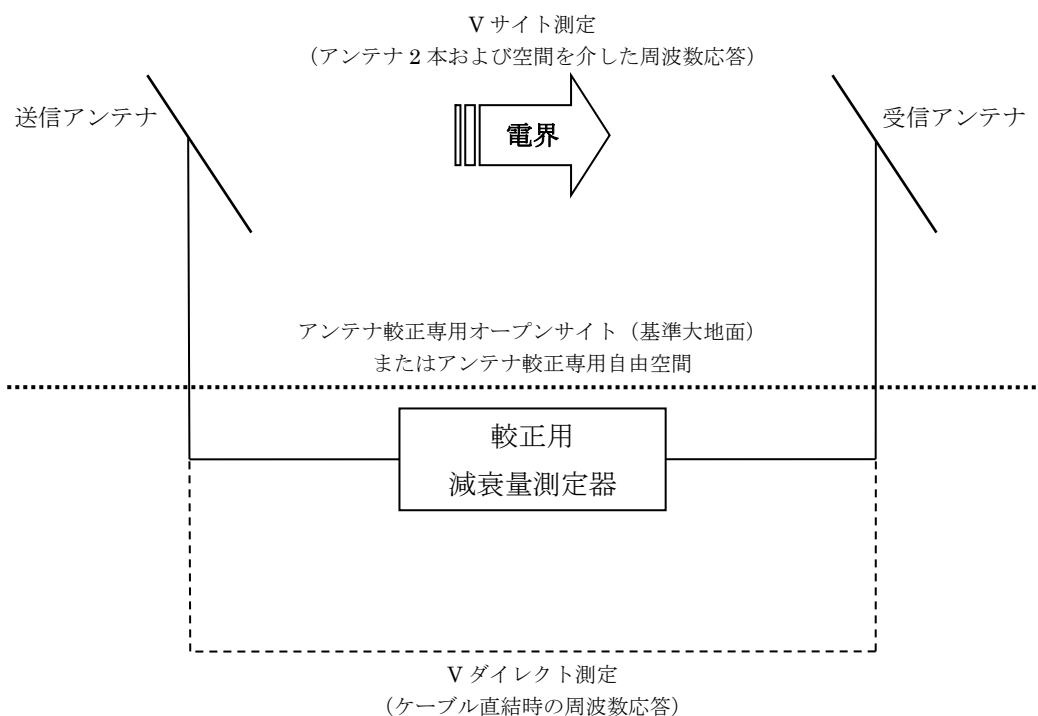 Vサイト測定
（アンテナ2本および空間を介した周波数応答）
送信アンテナ
電界
受信アンテナ
アンテナ較正専用オープンサイト（基準大地面）
またはアンテナ較正専用自由空間
較正用
減衰量測定器
Vダイレクト測定
（ケーブル直結時の周波数応答）